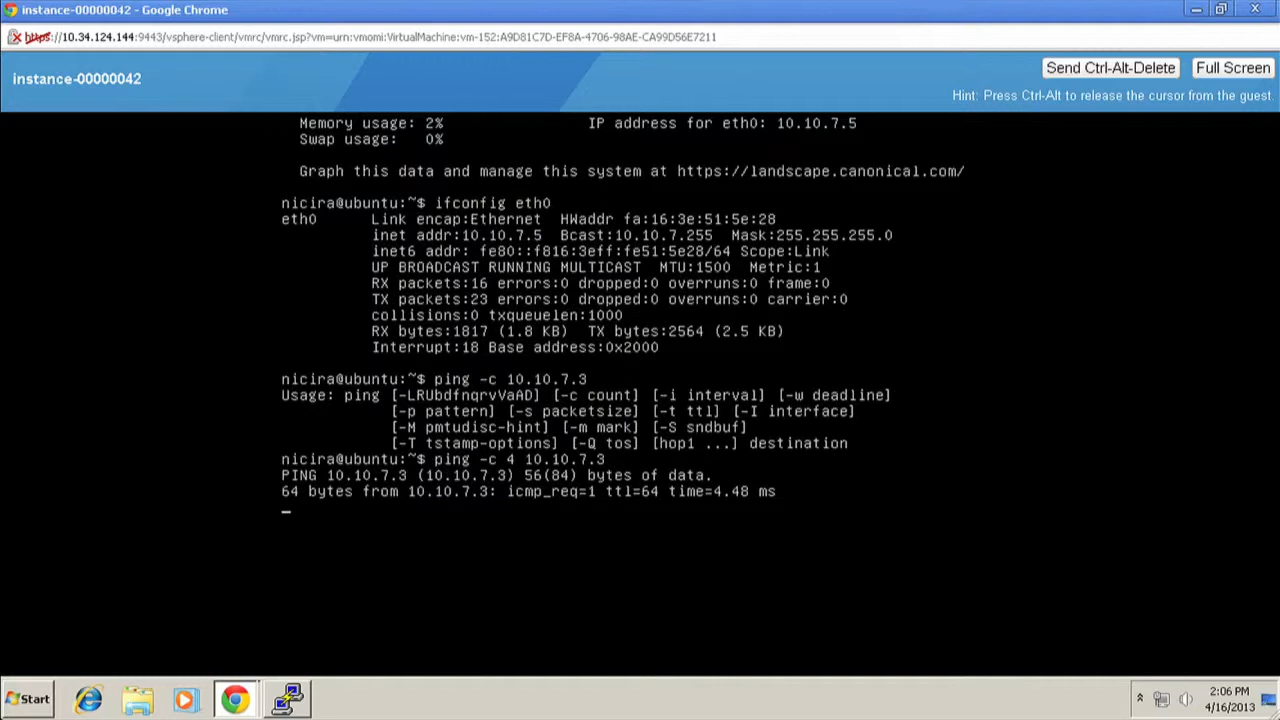 instance-00000042 - Google Chrome
https://10.34.124.144:9443/vsphere-client/vmrc/vmrc.jsp?vm=urn:vmomi:VirtualMachine:vm-152:A9D81C7D-EF8A-4706-98AE-CA99D56E7211
instance-00000042
Send Ctrl-Alt-Delete
Full Screen
Hint: Press Ctrl-Alt to release the cursor from the guest.
Memory usage: 2% IP address for eth0: 10.10.7.5
Swap usage: 0%
Graph this data and manage this system at https://landscape.canonical.com/
nicira@ubuntu:~$ ifconfig eth0
eth0 Link encap:Ethernet HWaddr fa:16:3e:51:5e:28
inet addr:10.10.7.5 Bcast:10.10.7.255 Mask:255.255.255.0
inet6 addr: fe80::f816:3eff:fe51:5e28/64 Scope:Link
UP BROADCAST RUNNING MULTICAST MTU:1500 Metric:1
RX packets:16 errors:0 dropped:0 overruns:0 frame:0
TX packets:23 errors:0 dropped:0 overruns:0 carrier:0
collisions:0 txqueuelen:1000
RX bytes:1817 (1.8 KB) TX bytes:2564 (2.5 KB)
Interrupt:18 Base address:0x2000
nicira@ubuntu:~$ ping -c 10.10.7.3
Usage: ping [-LRUbdfnqrvVaAD] [-c count] [-i interval] [-w deadline]
[-p pattern] [-s packetsize] [-t ttl] [-I interface]
[-M pmtudisc-hint] [-m mark] [-S sndbuf]
[-T tstamp-options] [-Q tos] [hop1 ...] destination
nicira@ubuntu:~$ ping -c 4 10.10.7.3
PING 10.10.7.3 (10.10.7.3) 56(84) bytes of data.
64 bytes from 10.10.7.3: icmp_req=1 ttl=64 time=4.48 ms
Start
2:06 PM
4/16/2013